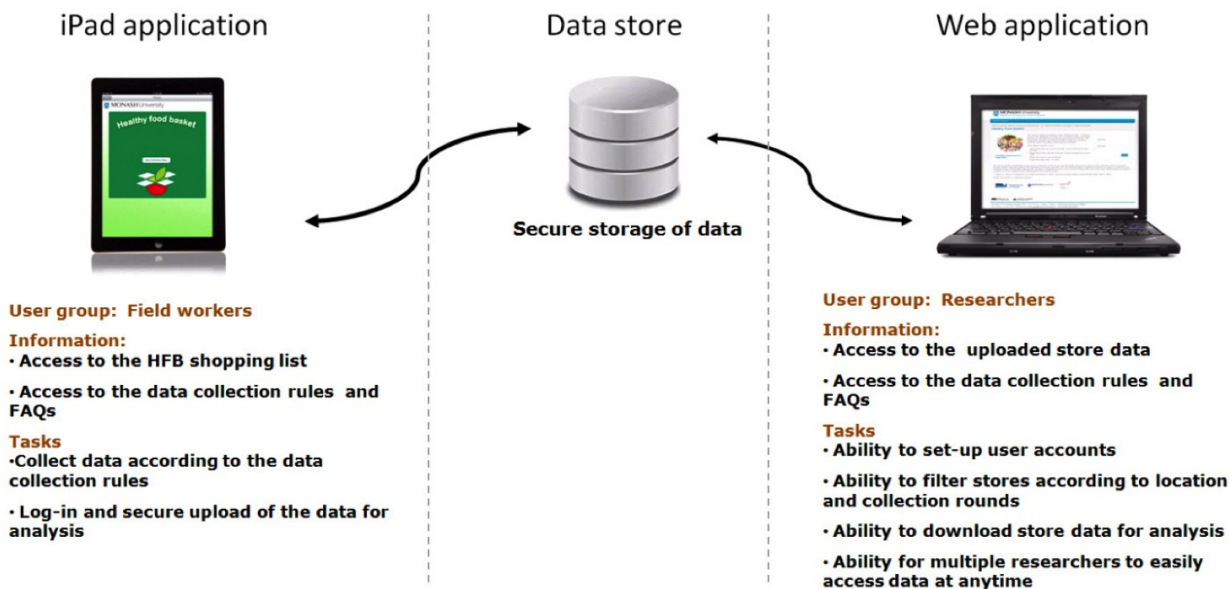 iPad application
MONASH University
Healthy food basket
User group: Field workers
Information:
• Access to the HFB shopping list
• Access to the data collection rules and
FAQs
Tasks
•Collect data according to the data
collection rules
• Log-in and secure upload of the data for
analysis
Data store
Secure storage of data
Web application
MONASH University
User group: Researchers
Information:
• Access to the uploaded store data
• Access to the data collection rules and
FAQs
Tasks
• Ability to set-up user accounts
• Ability to filter stores according to location
and collection rounds
• Ability to download store data for analysis
• Ability for multiple researchers to easily
access data at anytime